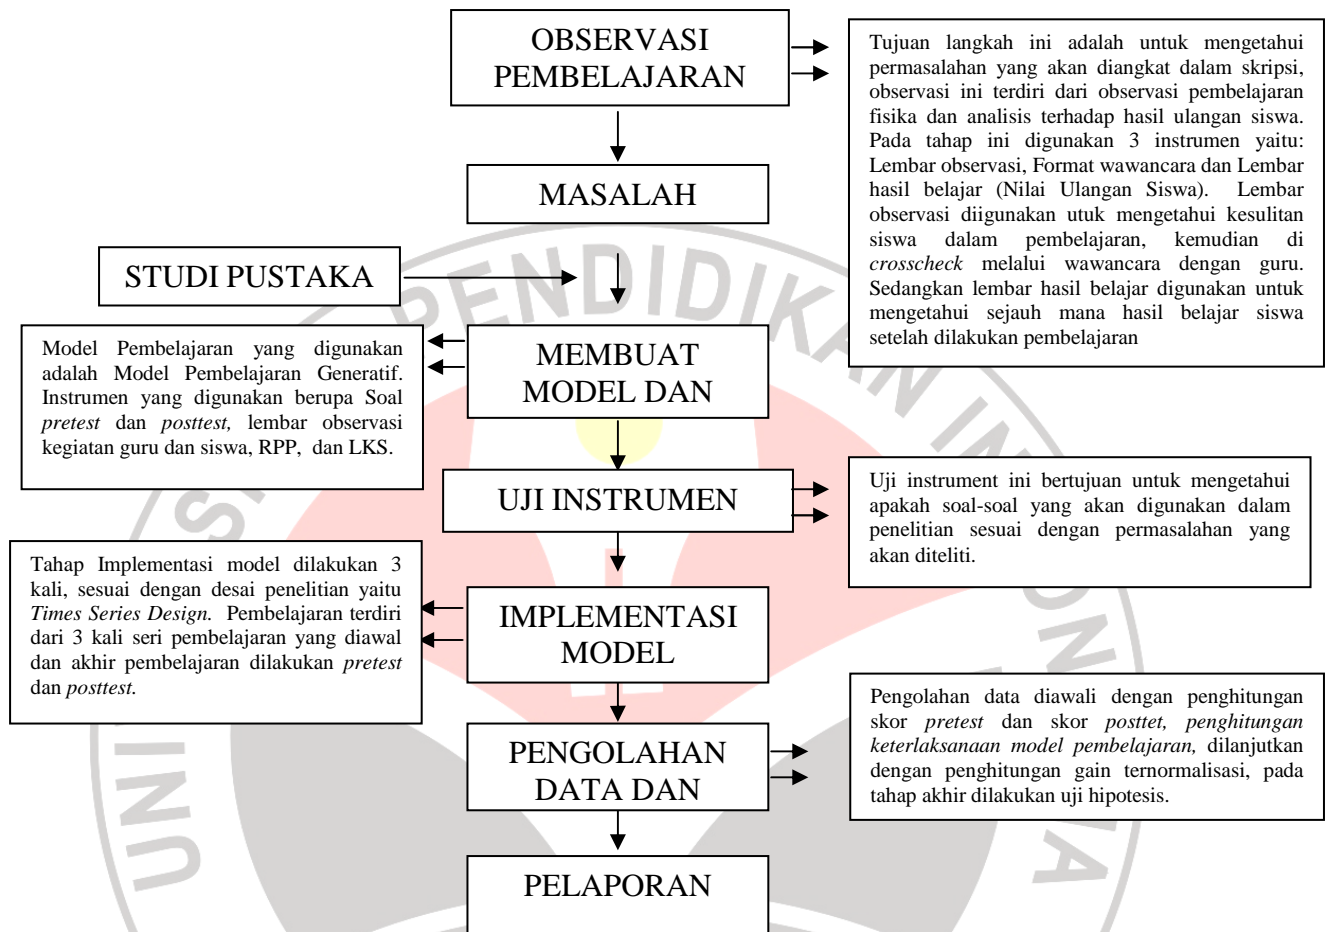 OBSERVASI
PEMBELAJARAN
Tujuan langkah ini adalah untuk mengetahui
permasalahan yang akan diangkat dalam skripsi,
observasi ini terdiri dari observasi pembelajaran
fisika dan analisis terhadap hasil ulangan siswa.
Pada tahap ini digunakan 3 instrumen yaitu:
Lembar observasi, Format wawancara dan Lembar
hasil belajar (Nilai Ulangan Siswa). Lembar
observasi diigunakan utuk mengetahui kesulitan
siswa dalam pembelajaran, kemudian di
crosscheck melalui wawancara dengan guru.
Sedangkan lembar hasil belajar digunakan untuk
mengetahui sejauh mana hasil belajar siswa
setelah dilakukan pembelajaran
MASALAH
STUDI PUSTAKA
Model Pembelajaran yang digunakan
adalah Model Pembelajaran Generatif.
Instrumen yang digunakan berupa Soal
pretest dan posttest, lembar observasi
kegiatan guru dan siswa, RPP, dan LKS.
MEMBUAT
MODEL DAN
UJI INSTRUMEN
Uji instrument ini bertujuan untuk mengetahui
apakah soal-soal yang akan digunakan dalam
penelitian sesuai dengan permasalahan yang
akan diteliti.
Tahap Implementasi model dilakukan 3
kali, sesuai dengan desai penelitian yaitu
Times Series Design. Pembelajaran terdiri
dari 3 kali seri pembelajaran yang diawal
dan akhir pembelajaran dilakukan pretest
dan posttest.
IMPLEMENTASI
MODEL
Pengolahan data diawali dengan penghitungan
skor pretest dan skor posttet, penghitungan
keterlaksanaan model pembelajaran, dilanjutkan
dengan penghitungan gain ternormalisasi, pada
tahap akhir dilakukan uji hipotesis.
PENGOLAHAN
DATA DAN
PELAPORAN